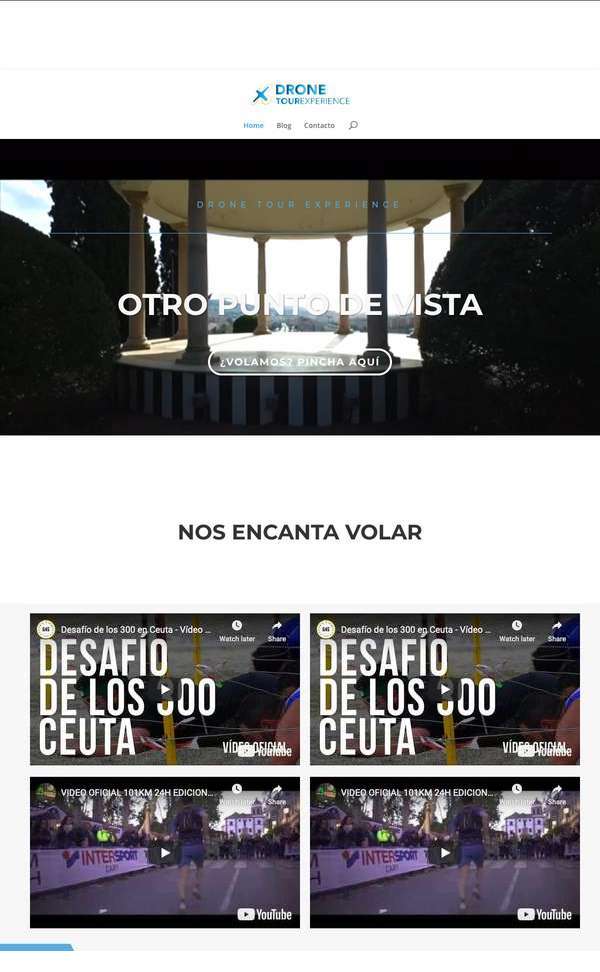 DRONE
TOUREXPERIENCE
Home Blog Contacto
DRONE TOUR EXPERIENCE
OTRO PUNTO DE VISTA
¿VOLAMOS? PINCHA AQUÍ
NOS ENCANTA VOLAR
Desafío de los 300 en Ceuta - Vídeo ...
Watch later Share
DESAFÍO
DE LOS 300
CEUTA
VÍDEO OFICIAL
YouTube
Desafío de los 300 en Ceuta - Vídeo ...
Watch later Share
DESAFÍO
DE LOS 300
CEUTA
VÍDEO OFICIAL
YouTube
VIDEO OFICIAL 101KM 24H EDICION...
Watch later Share
INTERSPORT
YouTube
VIDEO OFICIAL 101KM 24H EDICION...
Watch later Share
INTERSPORT
YouTube